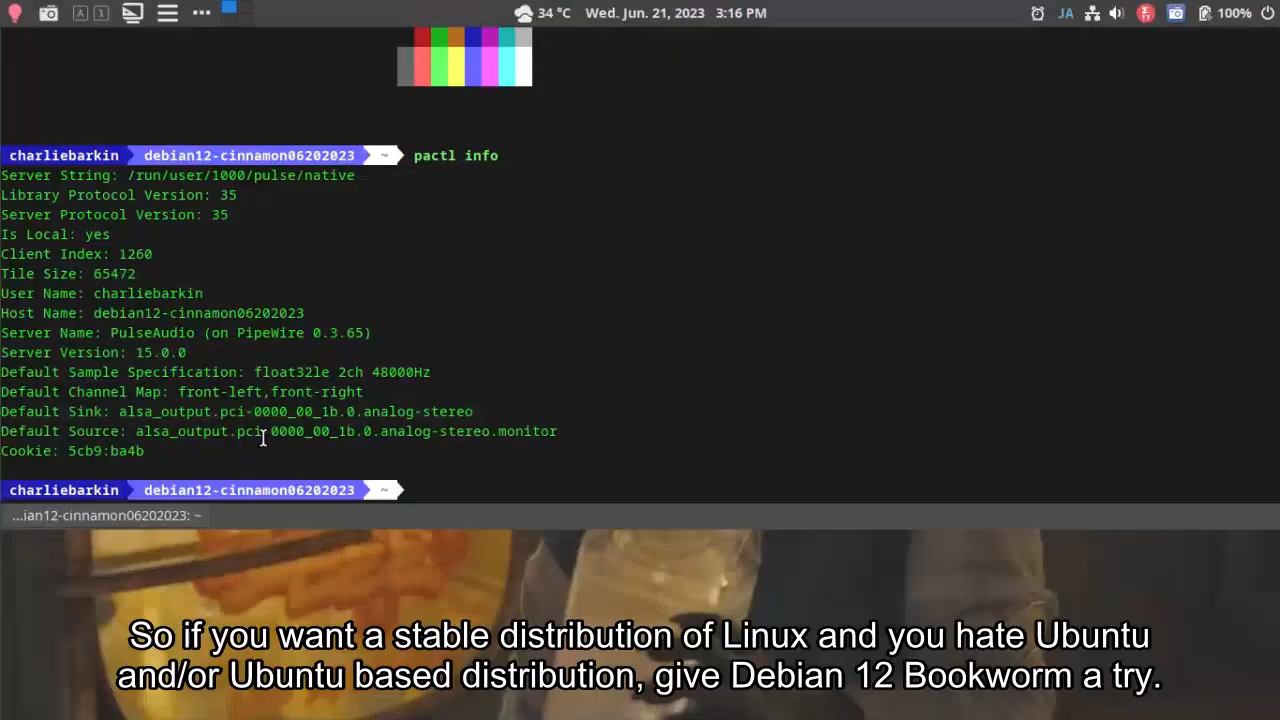 A 1 34 °C Wed. Jun. 21, 2023 3:16 PM JA 100%
charliebarkin debian12-cinnamon06202023 ~ pactl info
Server String: /run/user/1000/pulse/native
Library Protocol Version: 35
Server Protocol Version: 35
Is Local: yes
Client Index: 1260
Tile Size: 65472
User Name: charliebarkin
Host Name: debian12-cinnamon06202023
Server Name: PulseAudio (on PipeWire 0.3.65)
Server Version: 15.0.0
Default Sample Specification: float32le 2ch 48000Hz
Default Channel Map: front-left,front-right
Default Sink: alsa_output.pci-0000_00_1b.0.analog-stereo
Default Source: alsa_output.pci-0000_00_1b.0.analog-stereo.monitor
Cookie: 5cb9:ba4b
charliebarkin debian12-cinnamon06202023 ~
...ian12-cinnamon06202023: ~
So if you want a stable distribution of Linux and you hate Ubuntu
and/or Ubuntu based distribution, give Debian 12 Bookworm a try.